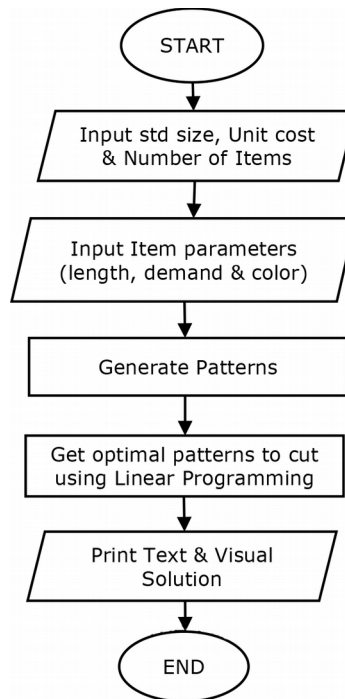 START
Input std size, Unit cost
& Number of Items
Input Item parameters
(length, demand & color)
Generate Patterns
Get optimal patterns to cut
using Linear Programming
Print Text & Visual
Solution
END